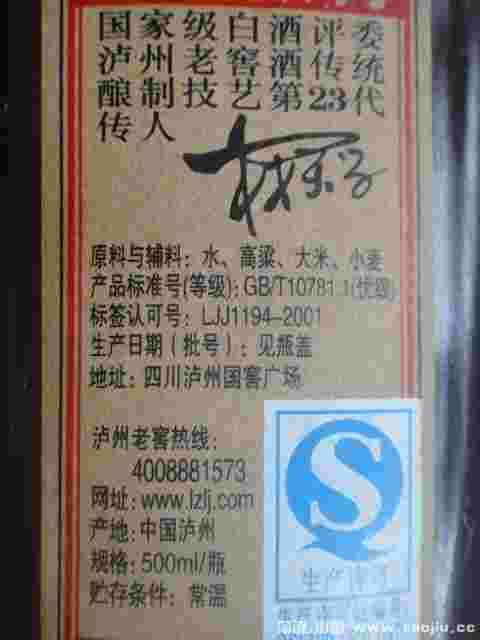 国家级白酒评委
泸州老窖酒传统
酿制技艺第23代
传人
原料与辅料：水、高粱、大米、小麦
产品标准号(等级)：GB/T10781.1(优级)
标签认可号：LJJ1194-2001
生产日期（批号）：见瓶盖
地址：四川泸州国窖广场
泸州老窖热线：
4008881573
网址：www.lzlj.com
产地：中国泸州
规格：500ml/瓶
贮存条件：常温
S
生产许可